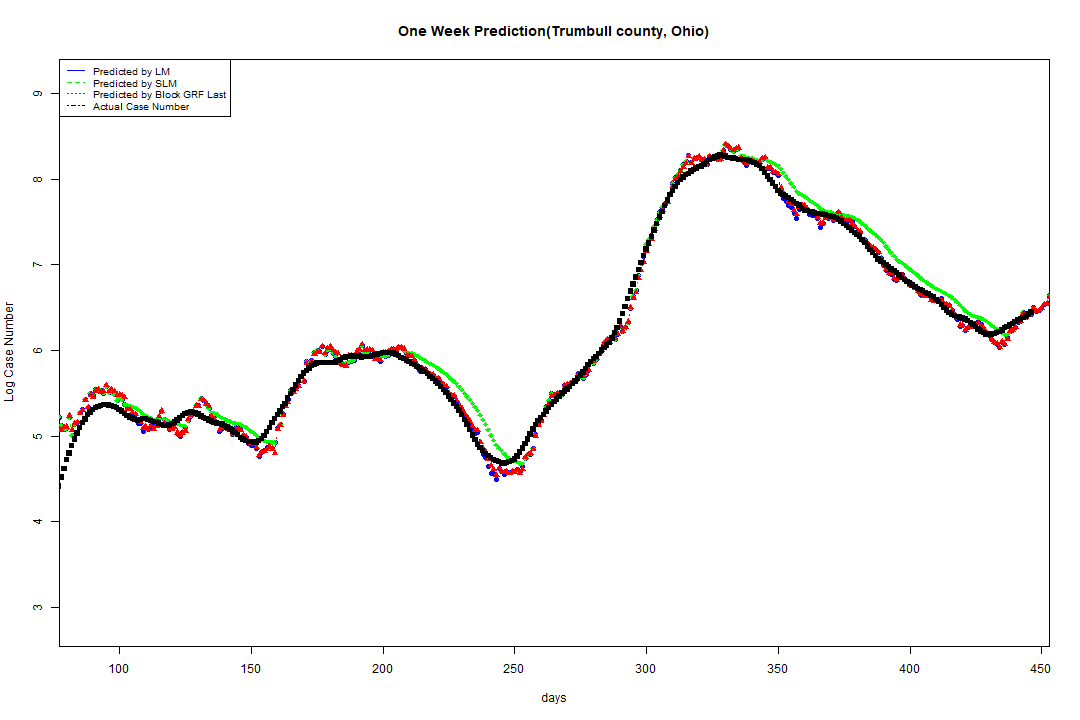 One Week Prediction(Trumbull county, Ohio)
Predicted by LM
Predicted by SLM
Predicted by Block GRF Last
Actual Case Number
9
8
7
6
5
4
3
Log Case Number
100 150 200 250 300 350 400 450
days